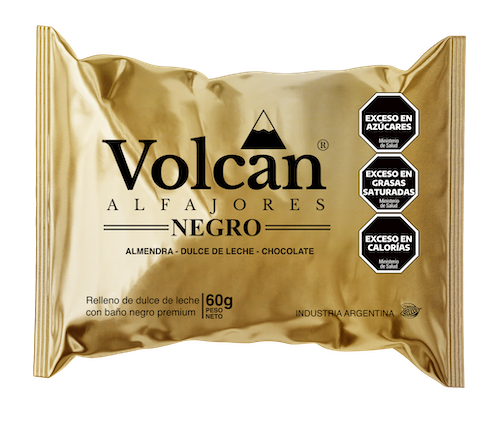 Volcan®
ALFAJORES
NEGRO
ALMENDRA - DULCE DE LECHE - CHOCOLATE
Relleno de dulce de leche
con baño negro premium
60g
PESO
NETO
INDUSTRIA ARGENTINA
EXCESO EN
AZÚCARES
Ministerio
de Salud
EXCESO EN
GRASAS
SATURADAS
Ministerio
de Salud
EXCESO EN
CALORÍAS
Ministerio
de Salud